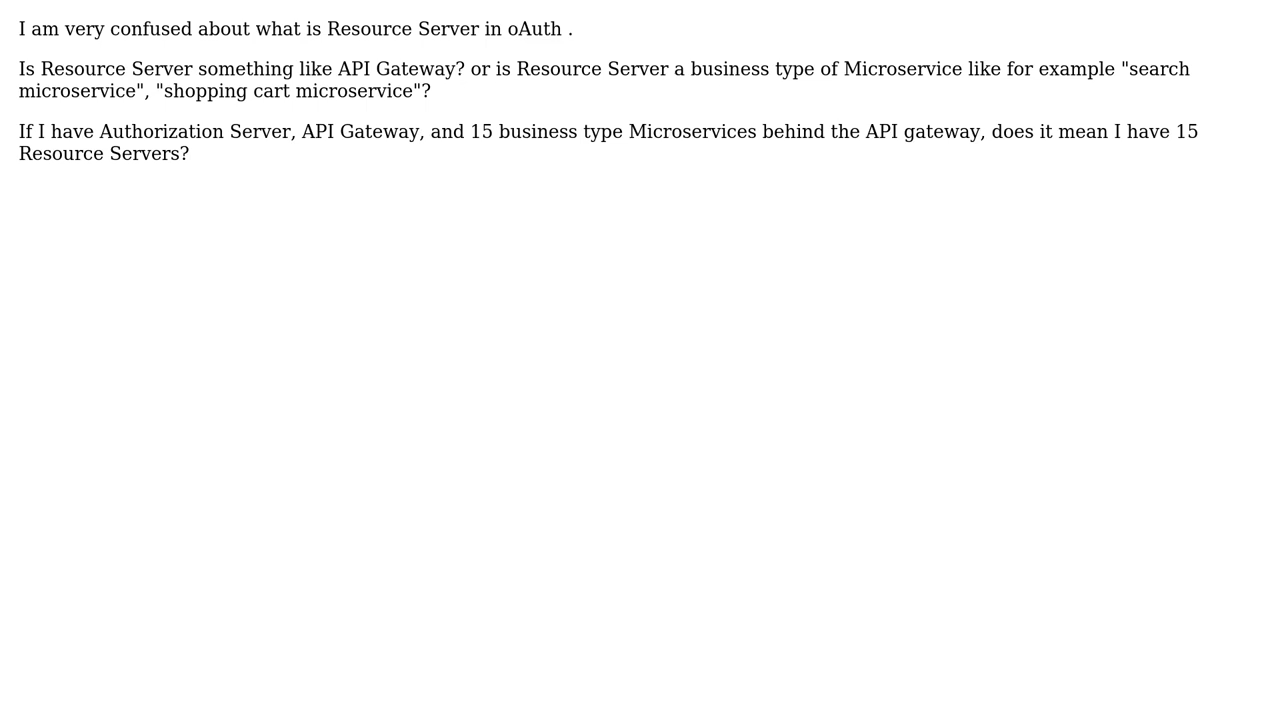 I am very confused about what is Resource Server in oAuth .
Is Resource Server something like API Gateway? or is Resource Server a business type of Microservice like for example "search
microservice", "shopping cart microservice"?
If I have Authorization Server, API Gateway, and 15 business type Microservices behind the API gateway, does it mean I have 15
Resource Servers?